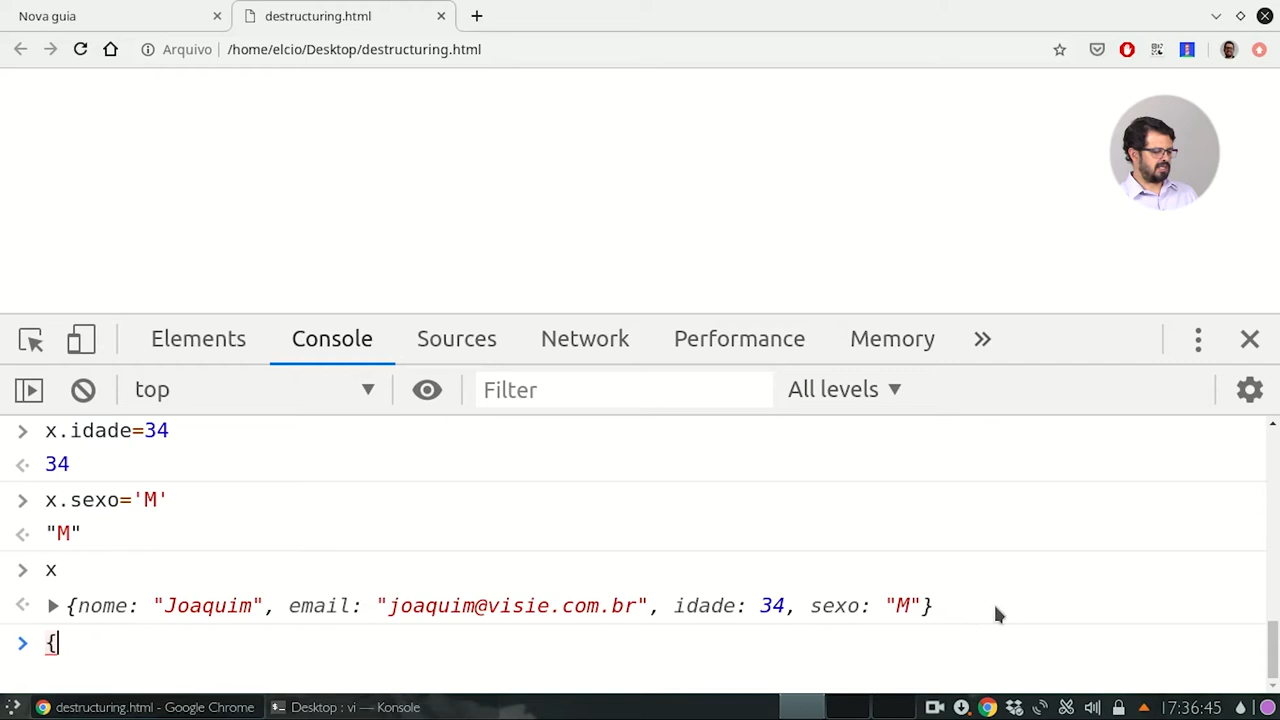 Nova guia
destructuring.html
Arquivo /home/elcio/Desktop/destructuring.html
Elements Console Sources Network Performance Memory
top Filter All levels
x.idade=34
34
x.sexo='M'
"M"
x
{nome: "Joaquim", email: "joaquim@visie.com.br", idade: 34, sexo: "M"}
{
destructuring.html - Google Chrome Desktop : vi — Konsole 17:36:45